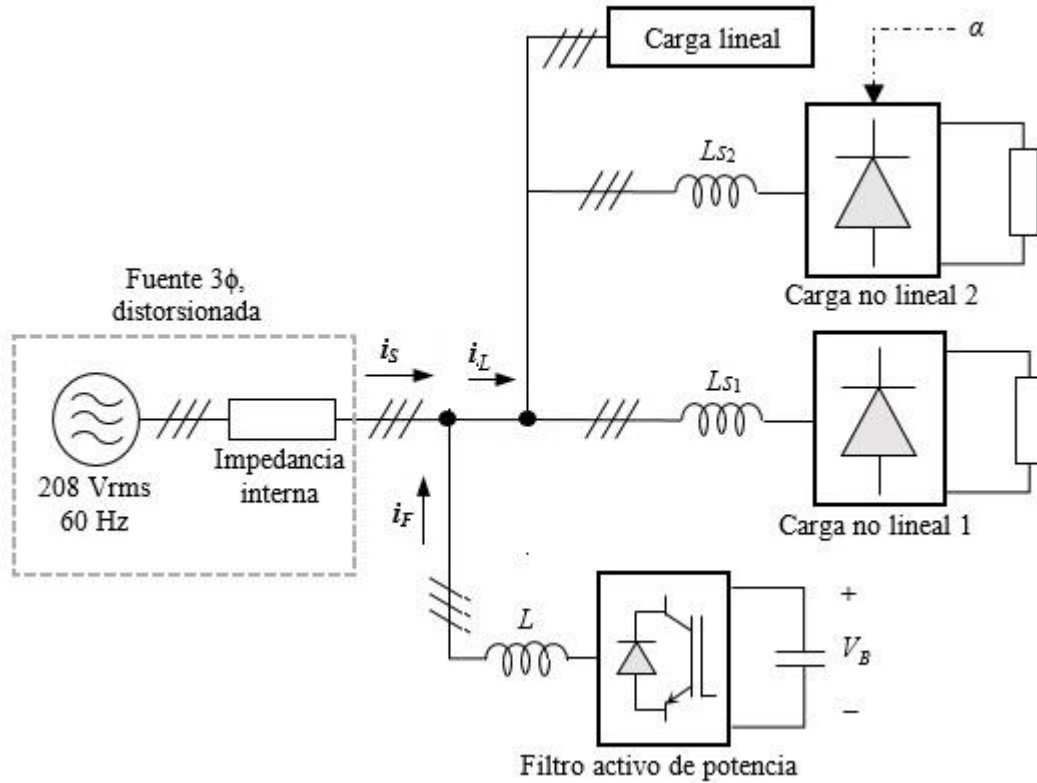 Carga lineal
α
Ls2
Carga no lineal 2
Fuente 3ϕ,
distorsionada
iS
iL
Ls1
208 Vrms
60 Hz
Impedancia
interna
iF
Carga no lineal 1
L
+
VB
−
Filtro activo de potencia